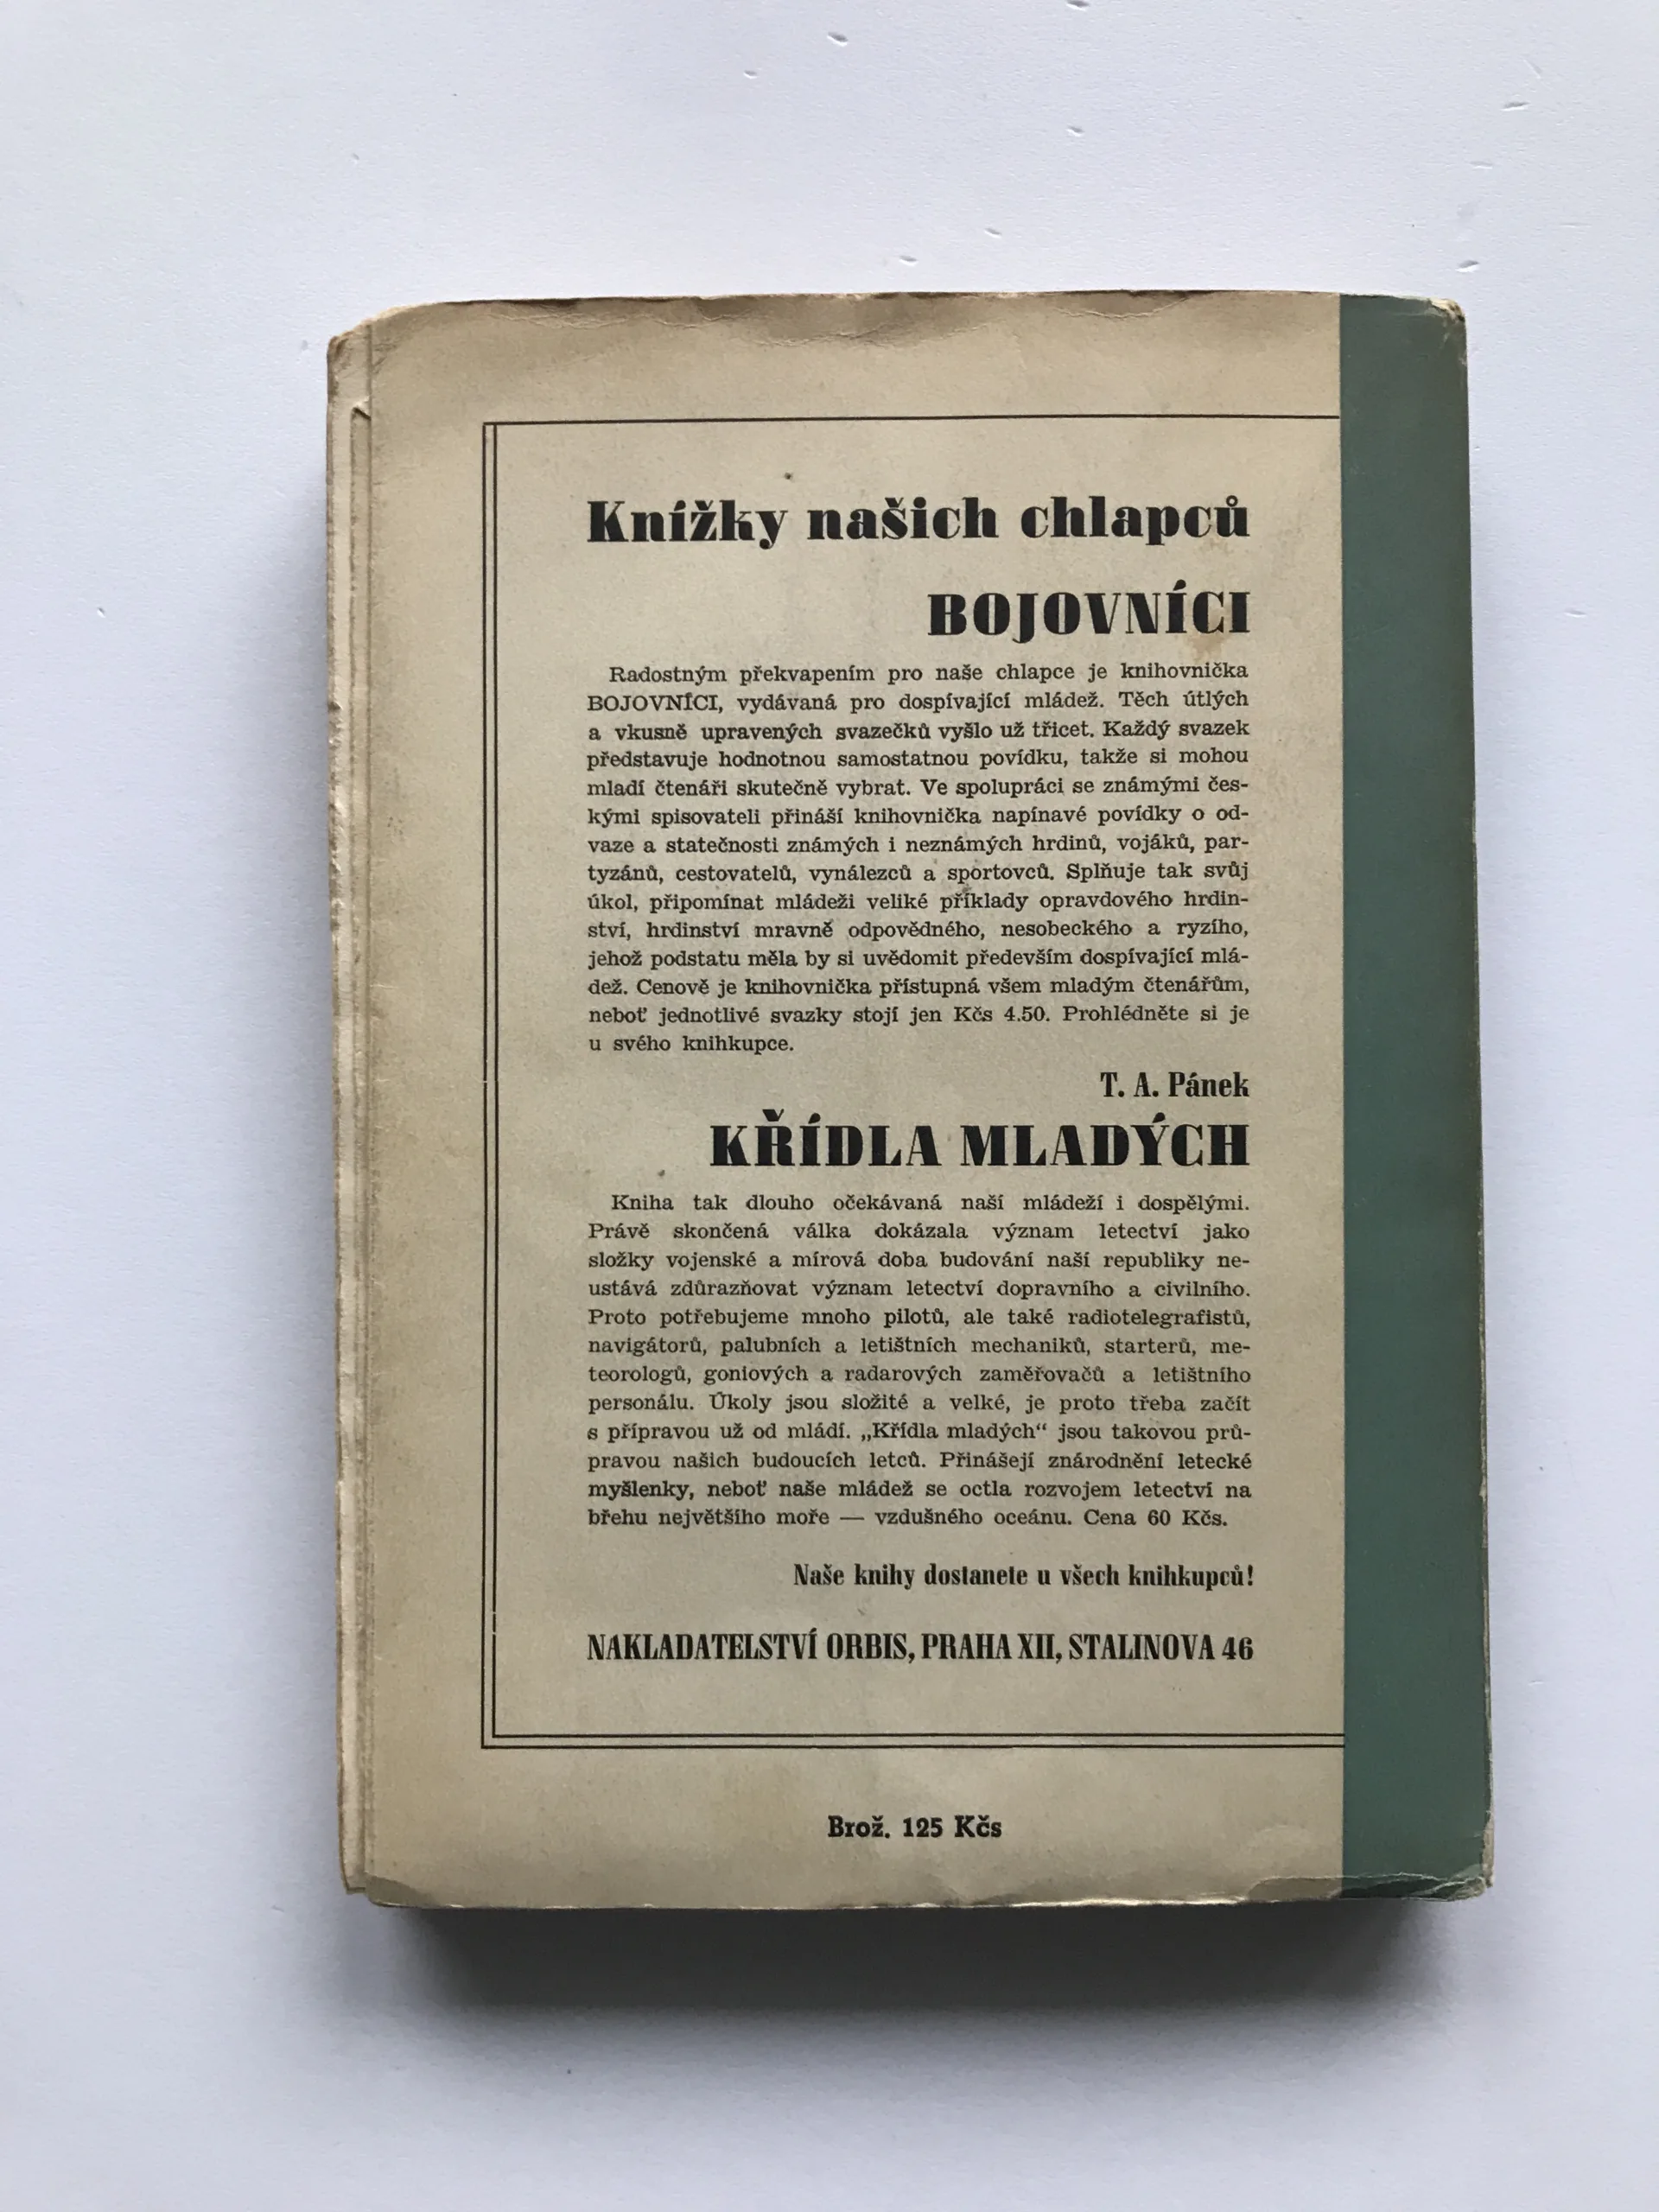 Knížky našich chlapců
BOJOVNÍCI
Radostným překvapením pro naše chlapce je knihovnička
BOJOVNÍCI, vydávaná pro dospívající mládež. Těch útlých
a vkusně upravených svazečků vyšlo už třicet. Každý svazek
představuje hodnotnou samostatnou povídku, takže si mohou
mladí čtenáři skutečně vybrat. Ve spolupráci se známými čes-
kými spisovateli přináší knihovnička napínavé povídky o od-
vaze a statečnosti známých i neznámých hrdinů, vojáků, par-
tyzánů, cestovatelů, vynálezců a sportovců. Splňuje tak svůj
úkol, připomínat mládeži veliké příklady opravdového hrdin-
ství, hrdinství mravně odpovědného, nesobeckého a ryzího,
jehož podstatu měla by si uvědomit především dospívající mlá-
dež. Cenově je knihovnička přístupná všem mladým čtenářům,
neboť jednotlivé svazky stojí jen Kčs 4.50. Prohlédněte si je
u svého knihkupce.
T. A. Pánek
KŘÍDLA MLADÝCH
Kniha tak dlouho očekávaná naší mládeží i dospělými.
Právě skončená válka dokázala význam letectví jako
složky vojenské a mírová doba budování naší republiky ne-
ustává zdůrazňovat význam letectví dopravního a civilního.
Proto potřebujeme mnoho pilotů, ale také radiotelegrafistů,
navigátorů, palubních a letištních mechaniků, starterů, me-
teorologů, goniových a radarových zaměřovačů a letištního
personálu. Úkoly jsou složité a velké, je proto třeba začít
s přípravou už od mládí. „Křídla mladých“ jsou takovou prů-
pravou našich budoucích letců. Přinášejí znárodnění letecké
myšlenky, neboť naše mládež se octla rozvojem letectví na
břehu největšího moře — vzdušného oceánu. Cena 60 Kčs.
Naše knihy dostanete u všech knihkupců!
NAKLADATELSTVÍ ORBIS, PRAHA XII, STALINOVA 46
Brož. 125 Kčs